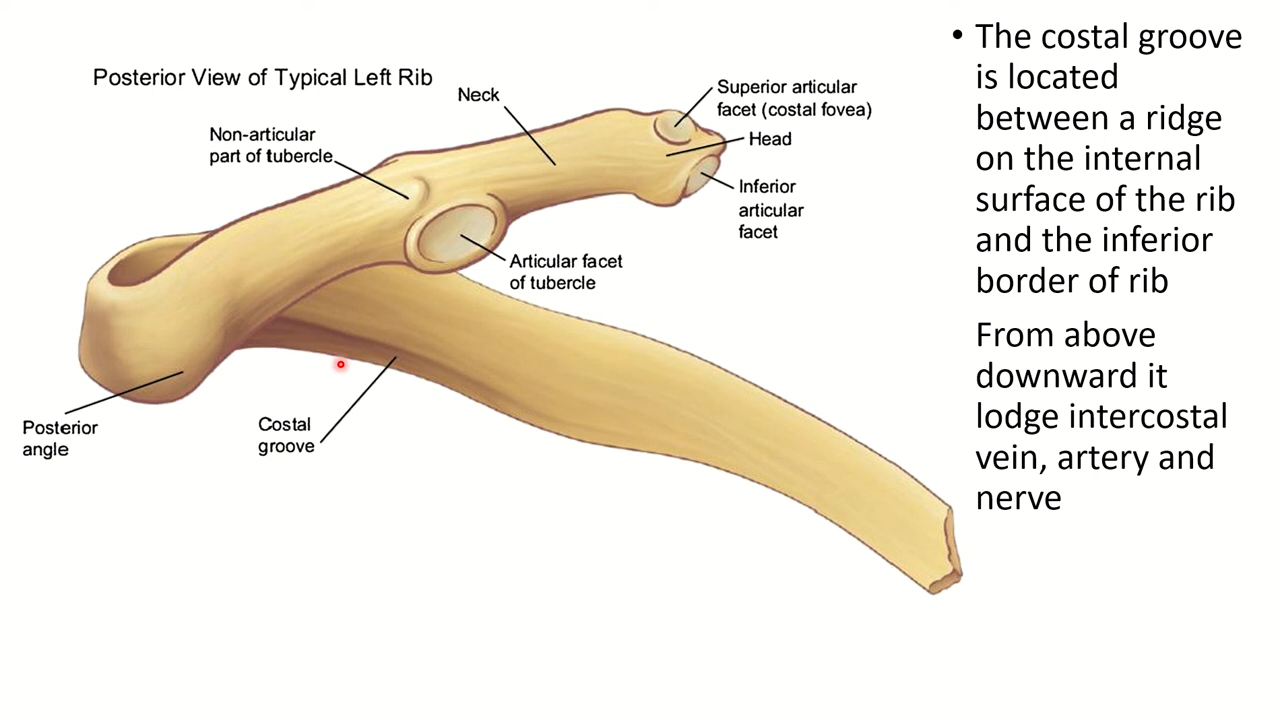 Posterior View of Typical Left Rib
Neck
Superior articular
facet (costal fovea)
Head
Non-articular
part of tubercle
Inferior
articular
facet
Articular facet
of tubercle
Costal
groove
Posterior
angle
• The costal groove
is located
between a ridge
on the internal
surface of the rib
and the inferior
border of rib
From above
downward it
lodge intercostal
vein, artery and
nerve